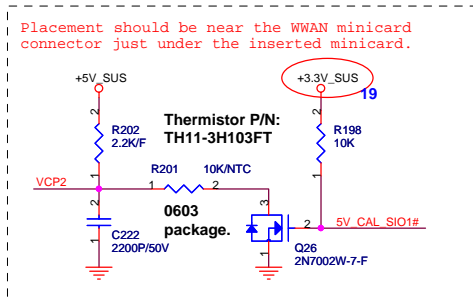 Placement should be near the WWAN minicard
connector just under the inserted minicard.
+5V_SUS
+3.3V_SUS
19
2
R202
2.2K/F
1
Thermistor P/N:
TH11-3H103FT
2
R198
10K
1
R201
10K/NTC
VCP2
1
2
2
C222
2200P/50V
1
0603
package.
3
2
5V_CAL_SIO1#
1
Q26
2N7002W-7-F